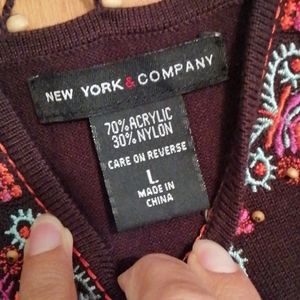 NEW YORK&COMPANY
70% ACRYLIC
30% NYLON
CARE ON REVERSE
L
MADE IN
CHINA